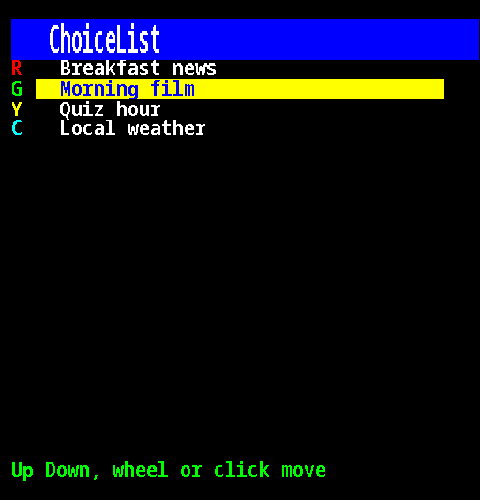 ChoiceList
R Breakfast news
G Morning film
Y Quiz hour
C Local weather
Up Down, wheel or click move